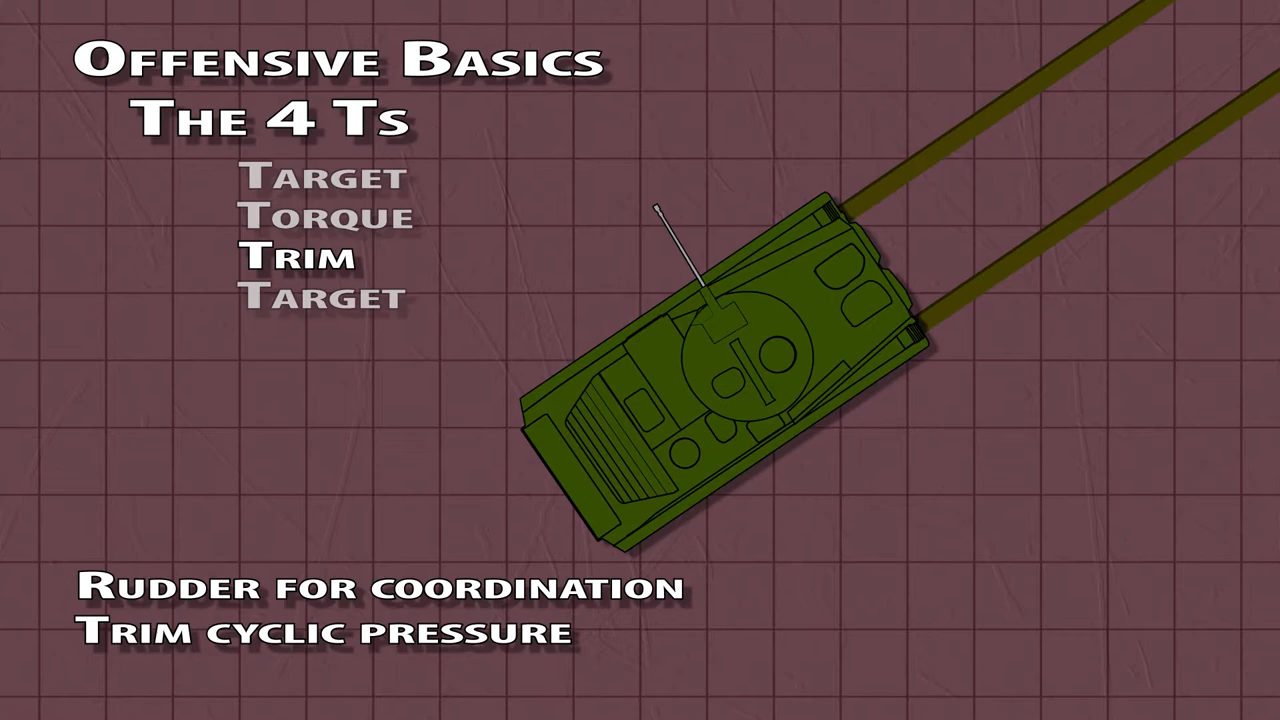 Offensive Basics
The 4 Ts
Target
Torque
Trim
Target
Rudder for coordination
Trim cyclic pressure